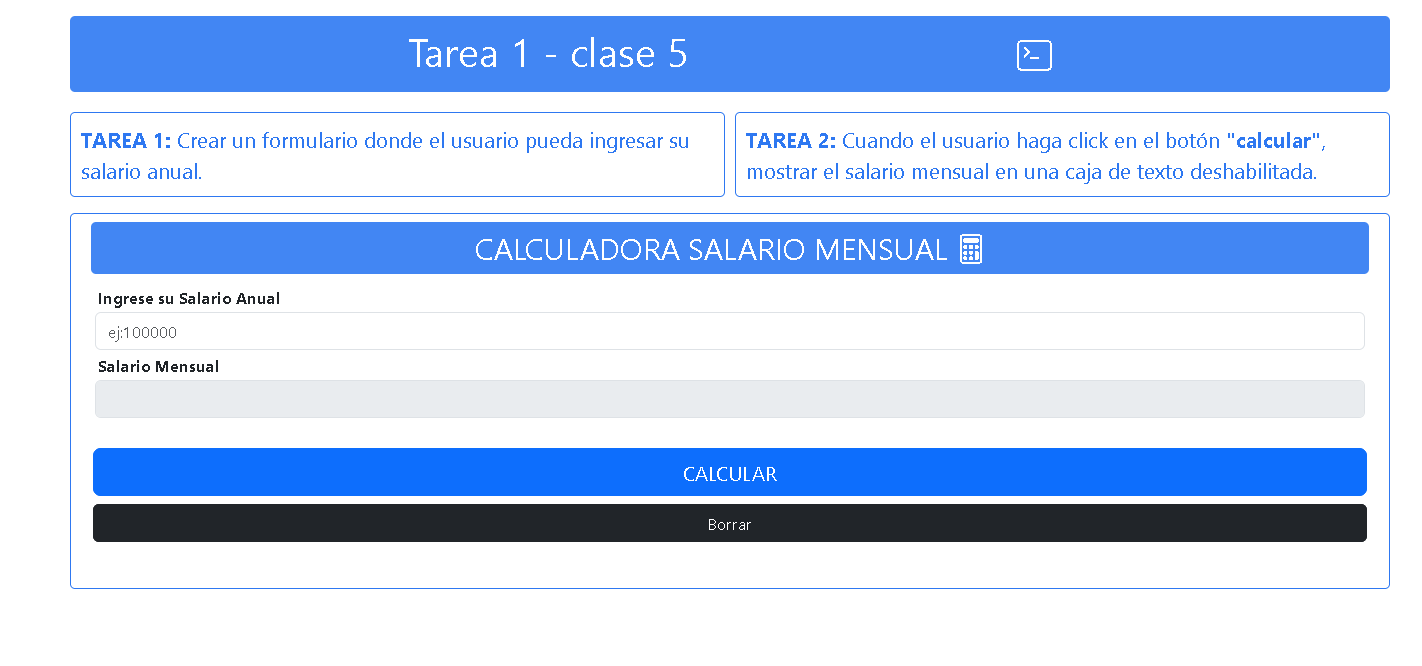 Tarea 1 - clase 5
TAREA 1: Crear un formulario donde el usuario pueda ingresar su
salario anual.
TAREA 2: Cuando el usuario haga click en el botón "calcular",
mostrar el salario mensual en una caja de texto deshabilitada.
CALCULADORA SALARIO MENSUAL
Ingrese su Salario Anual
ej:100000
Salario Mensual
CALCULAR
Borrar